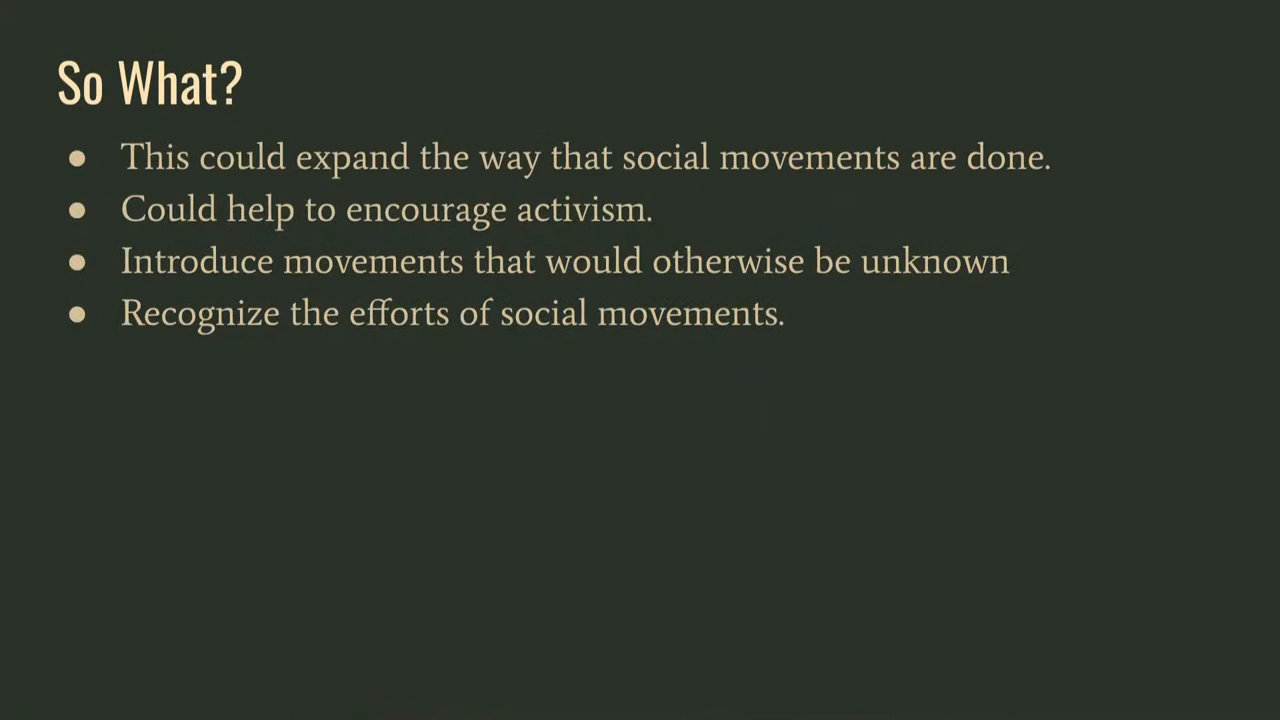 So What?
● This could expand the way that social movements are done.
● Could help to encourage activism.
● Introduce movements that would otherwise be unknown
● Recognize the efforts of social movements.